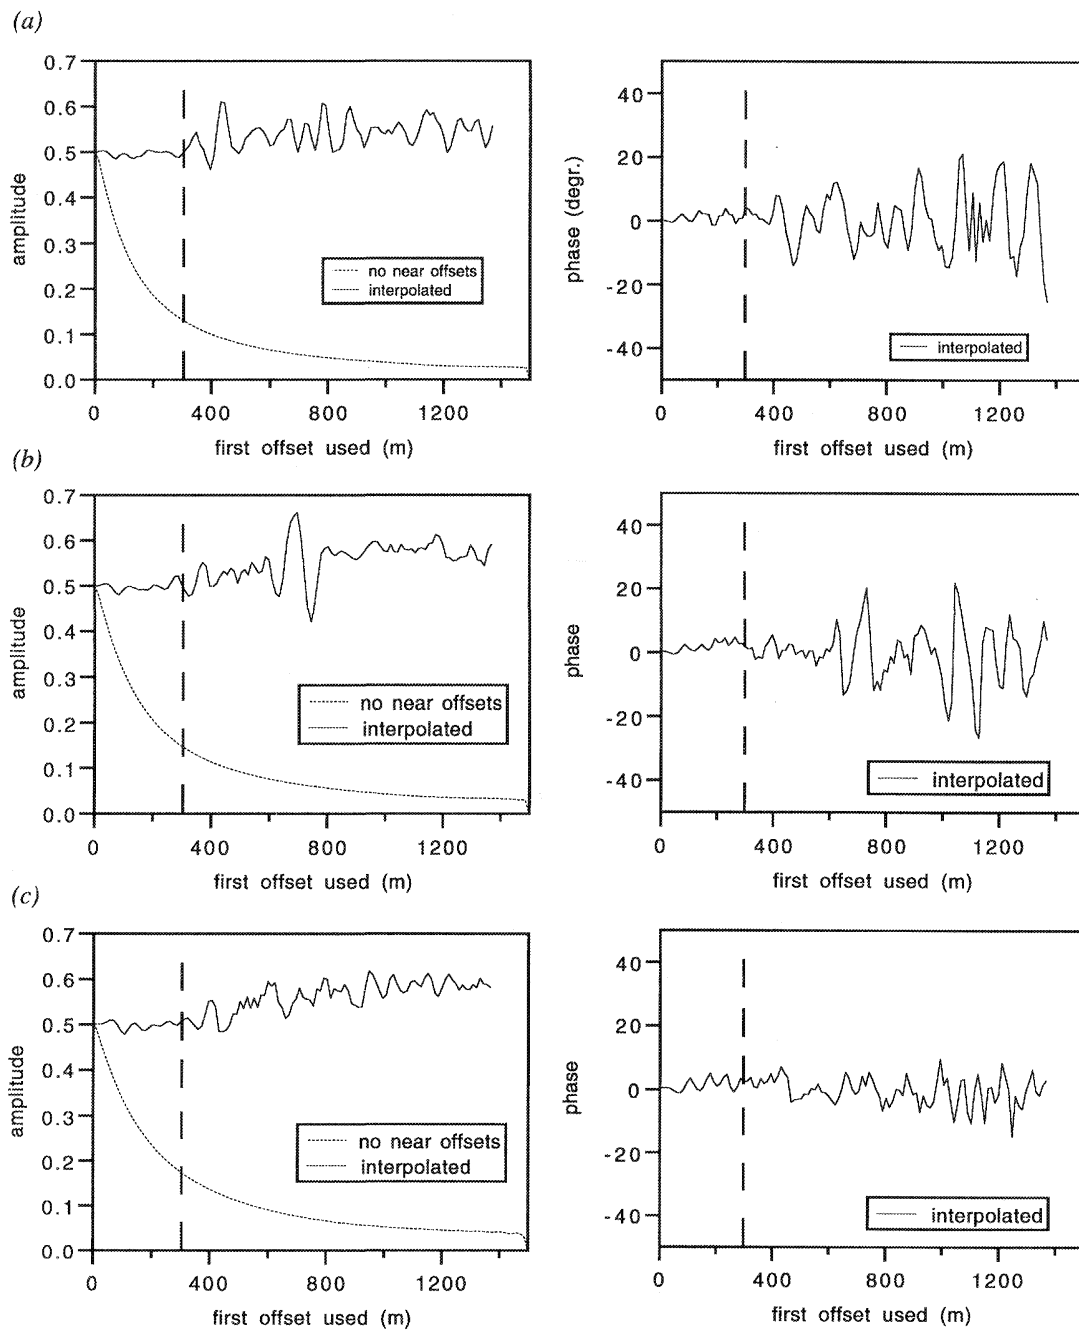 (a)
0.7
0.6
0.5
0.4
0.3
0.2
0.1
0.0
amplitude
no near offsets
interpolated
0 400 800 1200
first offset used (m)
40
20
0
-20
-40
phase (degr.)
interpolated
0 400 800 1200
first offset used (m)
(b)
0.7
0.6
0.5
0.4
0.3
0.2
0.1
0.0
amplitude
no near offsets
interpolated
0 400 800 1200
first offset used (m)
40
20
0
-20
-40
phase
interpolated
0 400 800 1200
first offset used (m)
(c)
0.7
0.6
0.5
0.4
0.3
0.2
0.1
0.0
amplitude
no near offsets
interpolated
0 400 800 1200
first offset used (m)
40
20
0
-20
-40
phase
interpolated
0 400 800 1200
first offset used (m)